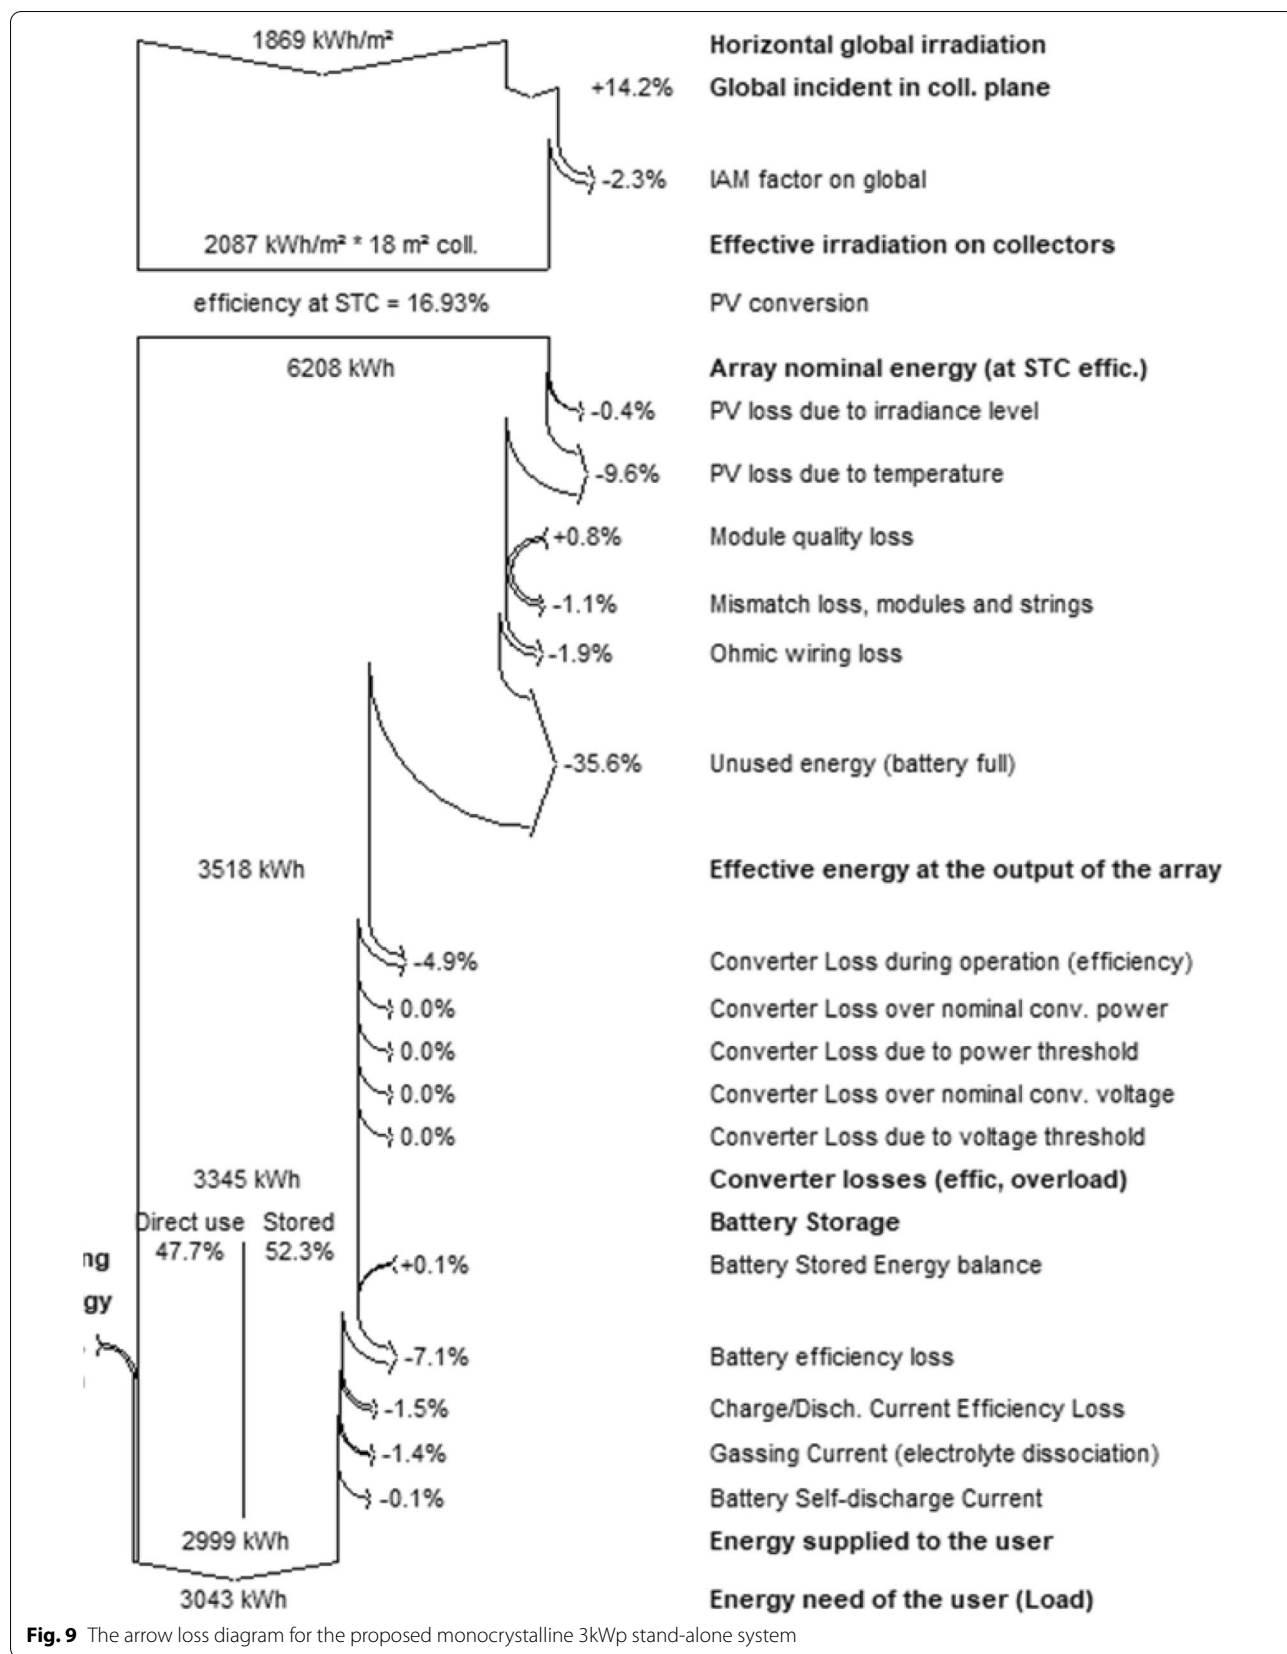 1869 kWh/m² Horizontal global irradiation
+14.2% Global incident in coll. plane
-2.3% IAM factor on global
2087 kWh/m² * 18 m² coll. Effective irradiation on collectors
efficiency at STC = 16.93% PV conversion
6208 kWh Array nominal energy (at STC effic.)
-0.4% PV loss due to irradiance level
-9.6% PV loss due to temperature
+0.8% Module quality loss
-1.1% Mismatch loss, modules and strings
-1.9% Ohmic wiring loss
-35.6% Unused energy (battery full)
3518 kWh Effective energy at the output of the array
-4.9% Converter Loss during operation (efficiency)
0.0% Converter Loss over nominal conv. power
0.0% Converter Loss due to power threshold
0.0% Converter Loss over nominal conv. voltage
0.0% Converter Loss due to voltage threshold
3345 kWh Converter losses (effic, overload)
Direct use Stored Battery Storage
47.7% 52.3%
ng +0.1% Battery Stored Energy balance
gy
-7.1% Battery efficiency loss
-1.5% Charge/Disch. Current Efficiency Loss
-1.4% Gassing Current (electrolyte dissociation)
-0.1% Battery Self-discharge Current
2999 kWh Energy supplied to the user
3043 kWh Energy need of the user (Load)
Fig. 9 The arrow loss diagram for the proposed monocrystalline 3kWp stand-alone system